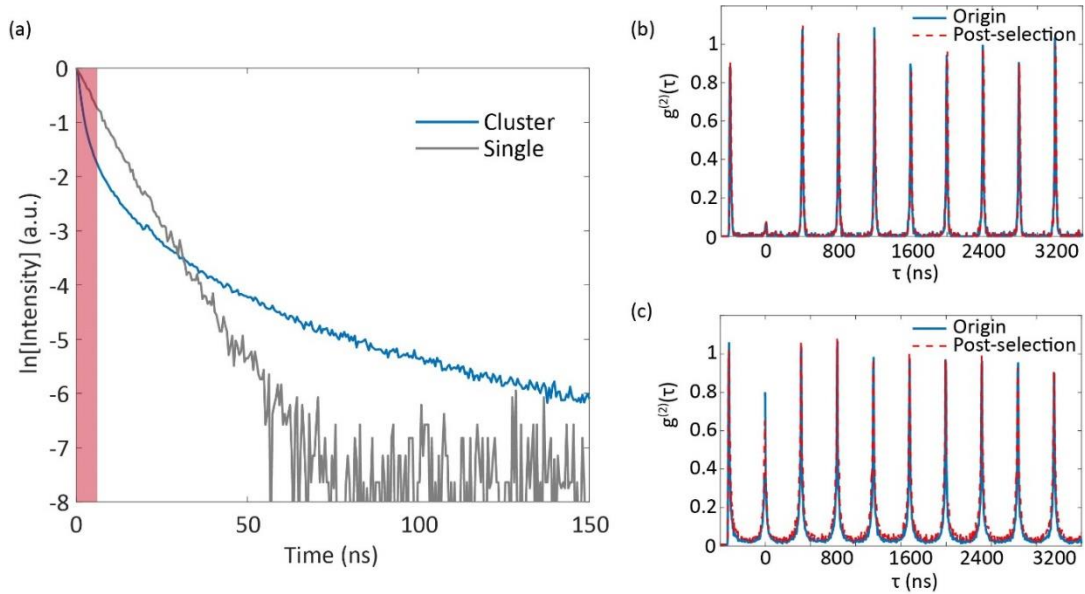 (a)
0
-1
-2
-3
-4
-5
-6
-7
-8
ln[Intensity] (a.u.)
Cluster
Single
0 50 100 150
Time (ns)
(b)
1
0.8
0.6
0.4
0.2
0
g(2)(τ)
Origin
Post-selection
0 800 1600 2400 3200
τ (ns)
(c)
1
0.8
0.6
0.4
0.2
0
g(2)(τ)
Origin
Post-selection
0 800 1600 2400 3200
τ (ns)